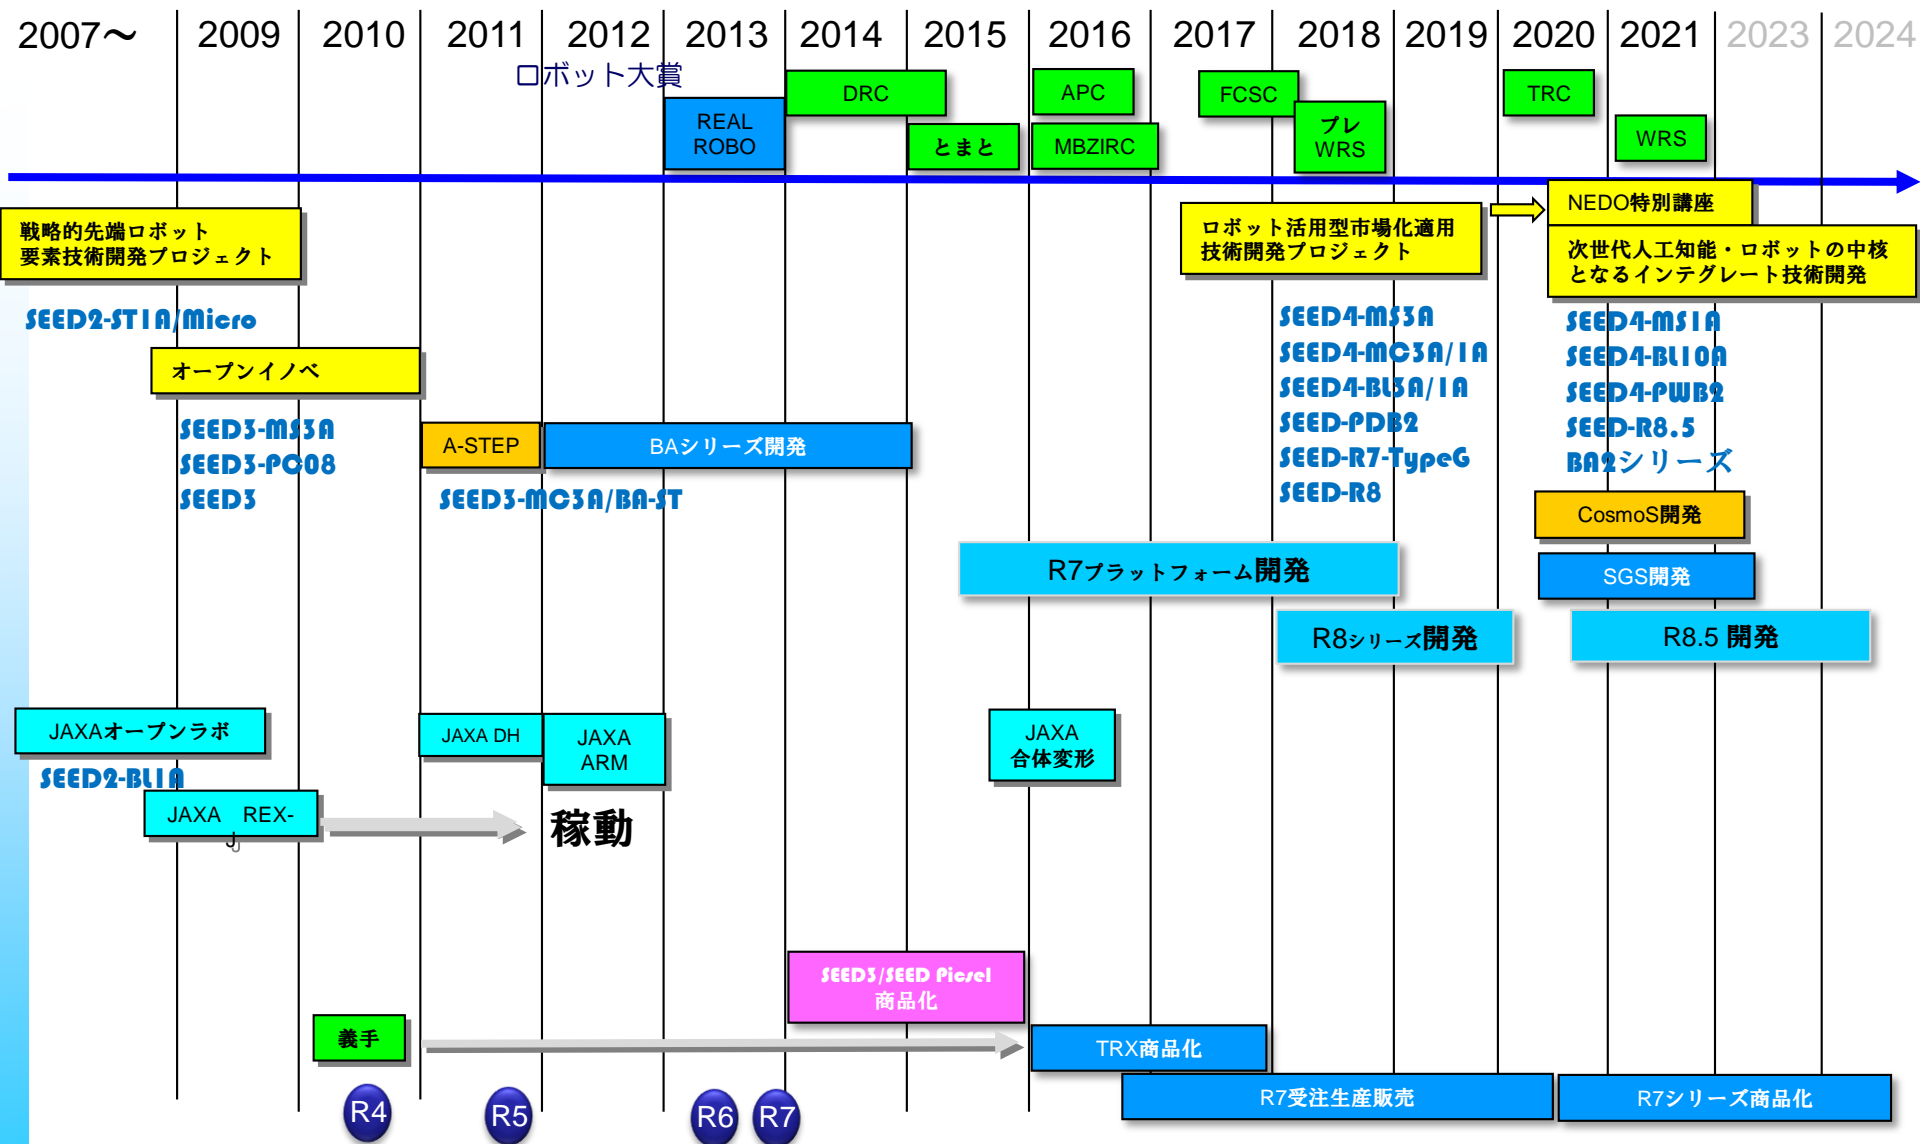 2007～ 2009 2010 2011 2012 2013 2014 2015 2016 2017 2018 2019 2020 2021 2023 2024
ロボット大賞
REAL
ROBO
DRC
とまと
APC
MBZIRC
FCSC
プレ
WRS
TRC
WRS
戦略的先端ロボット
要素技術開発プロジェクト
ロボット活用型市場化適用
技術開発プロジェクト
NEDO特別講座
次世代人工知能・ロボットの中核
となるインテグレート技術開発
SEED2-ST1A/Micro
オープンイノベ
SEED3-MS3A
SEED3-PC08
SEED3
A-STEP
BAシリーズ開発
SEED3-MC3A/BA-ST
SEED4-MS3A
SEED4-MC3A/1A
SEED4-BL3A/1A
SEED-PDB2
SEED-R7-TypeG
SEED-R8
SEED4-MS1A
SEED4-BL10A
SEED4-PWB2
SEED-R8.5
BA2シリーズ
CosmoS開発
R7プラットフォーム開発
SGS開発
R8シリーズ開発
R8.5 開発
JAXAオープンラボ
SEED2-BL1A
JAXA REX-
J
JAXA DH
JAXA
ARM
稼動
JAXA
合体変形
SEED3/SEED Picsel
商品化
義手
TRX商品化
R7受注生産販売
R7シリーズ商品化
R4
R5
R6
R7